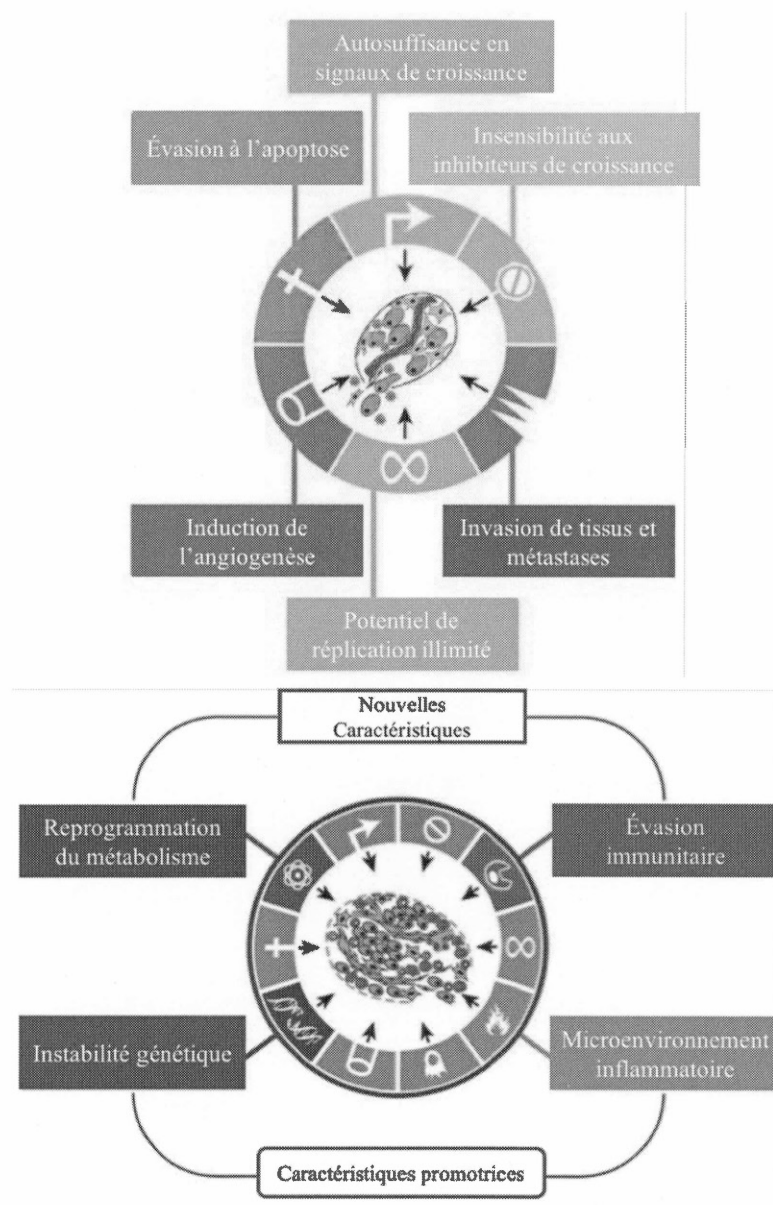 Autosuffisance en
signaux de croissance
Évasion à l'apoptose
Insensibilité aux
inhibiteurs de croissance
Induction de
l'angiogenèse
Invasion de tissus et
métastases
Potentiel de
réplication illimité
Nouvelles
Caractéristiques
Reprogrammation
du métabolisme
Évasion
immunitaire
Instabilité génétique
Microenvironnement
inflammatoire
Caractéristiques promotrices